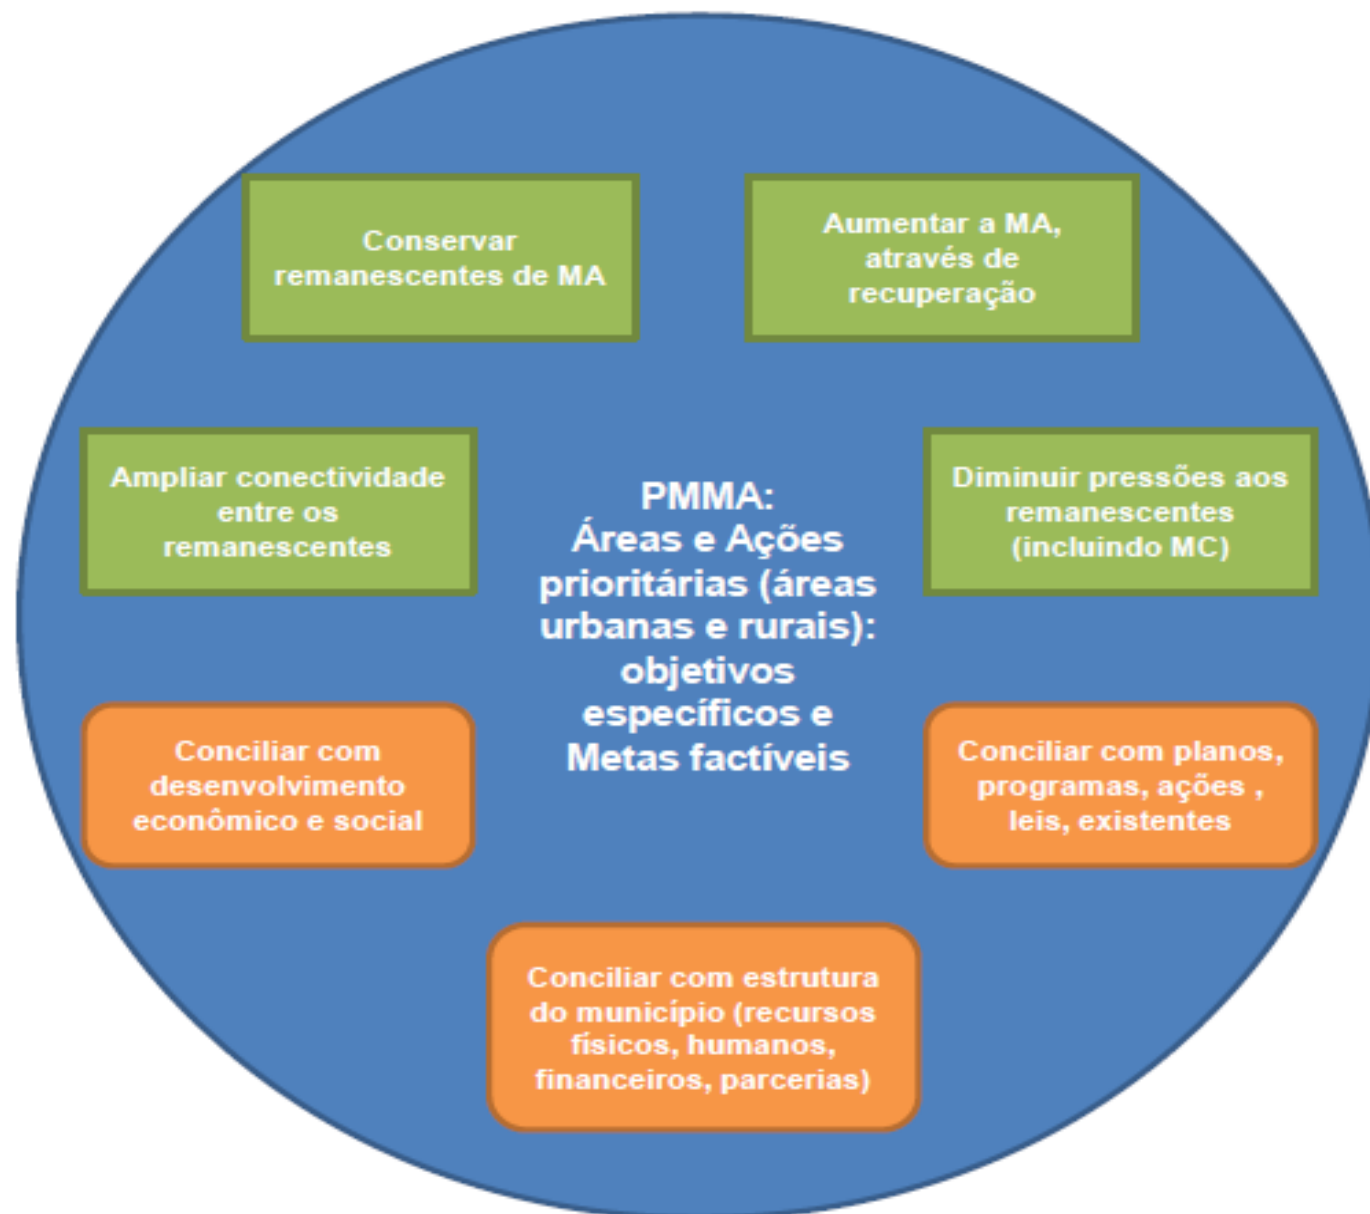 Conservar
remanescentes de MA
Aumentar a MA,
através de
recuperação
Ampliar conectividade
entre os
remanescentes
PMMA:
Áreas e Ações
prioritárias (áreas
urbanas e rurais):
objetivos
específicos e
Metas factíveis
Diminuir pressões aos
remanescentes
(incluindo MC)
Conciliar com
desenvolvimento
econômico e social
Conciliar com planos,
programas, ações ,
leis, existentes
Conciliar com estrutura
do município (recursos
físicos, humanos,
financeiros, parcerias)